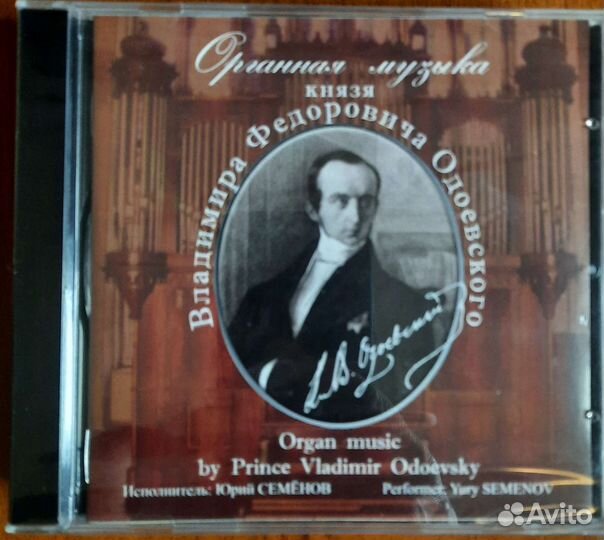 Органная музыка
князя
Владимира Федоровича Одоевского
К. В. Одоевский
Organ music
by Prince Vladimir Odoevsky
Исполнитель: Юрий СЕМЁНОВ Performer: Yury SEMENOV
Avito